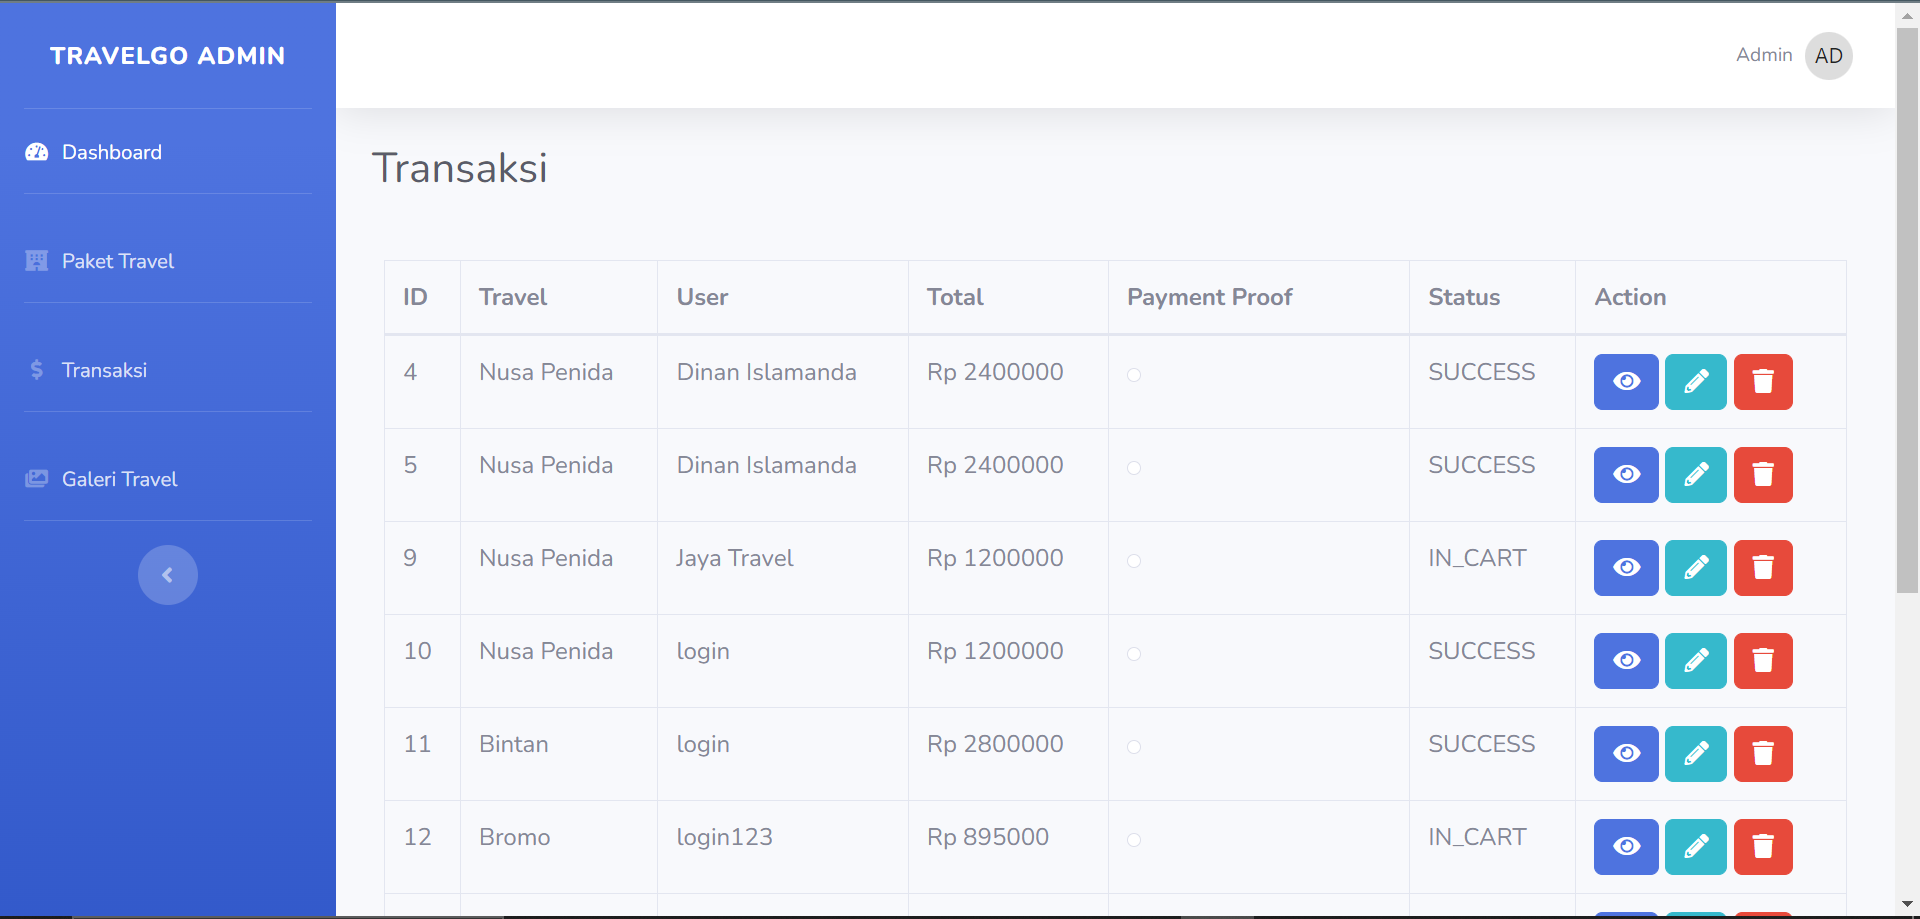 TRAVELGO ADMIN
Admin AD
Dashboard
Paket Travel
Transaksi
Galeri Travel
Transaksi
ID Travel User Total Payment Proof Status Action
4 Nusa Penida Dinan Islamanda Rp 2400000 SUCCESS
5 Nusa Penida Dinan Islamanda Rp 2400000 SUCCESS
9 Nusa Penida Jaya Travel Rp 1200000 IN_CART
10 Nusa Penida login Rp 1200000 SUCCESS
11 Bintan login Rp 2800000 SUCCESS
12 Bromo login123 Rp 895000 IN_CART